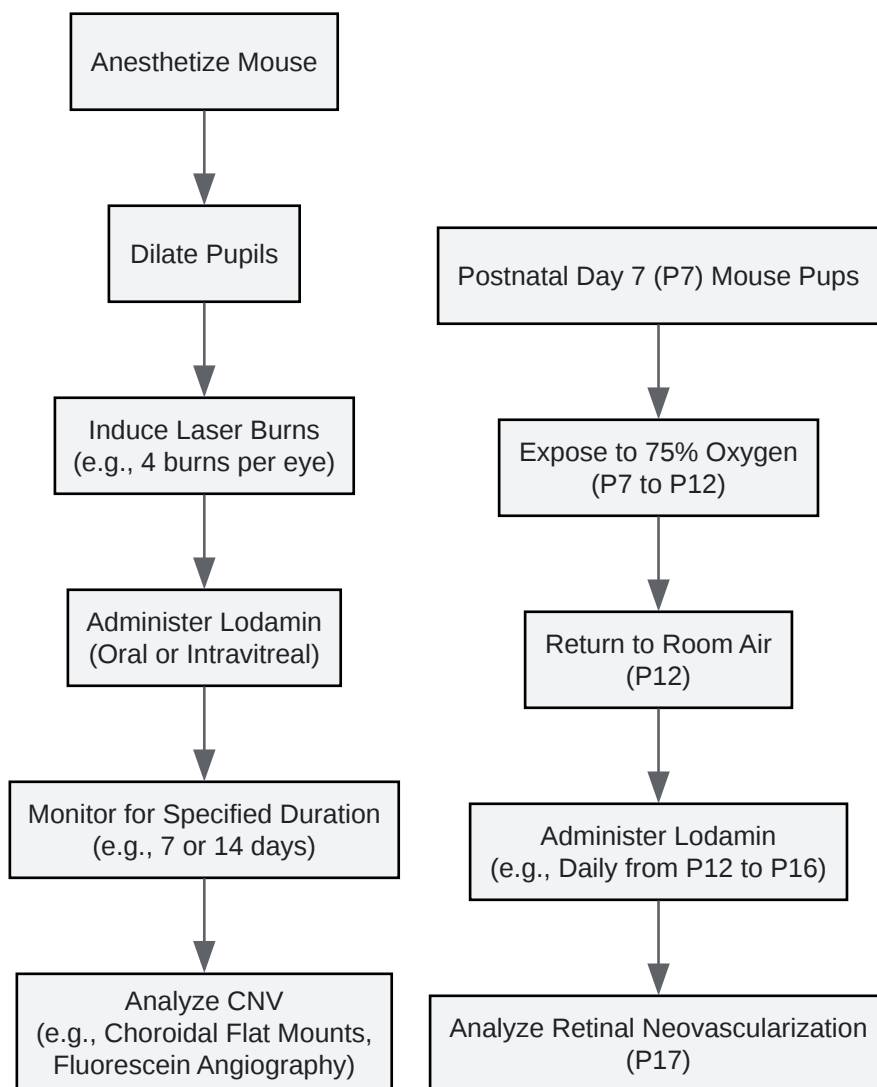 Anesthetize Mouse
Dilate Pupils
Induce Laser Burns
(e.g., 4 burns per eye)
Administer Lodamin
(Oral or Intravitreal)
Monitor for Specified Duration
(e.g., 7 or 14 days)
Analyze CNV
(e.g., Choroidal Flat Mounts,
Fluorescein Angiography)
Postnatal Day 7 (P7) Mouse Pups
Expose to 75% Oxygen
(P7 to P12)
Return to Room Air
(P12)
Administer Lodamin
(e.g., Daily from P12 to P16)
Analyze Retinal Neovascularization
(P17)